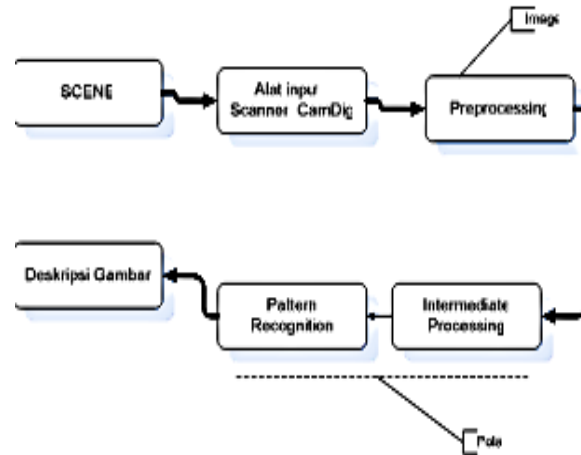 Image
SCENE
Alat input
Scanner CamDig
Preprocessing
Deskripsi Gambar
Pattern
Recognition
Intermediate
Processing
Pola